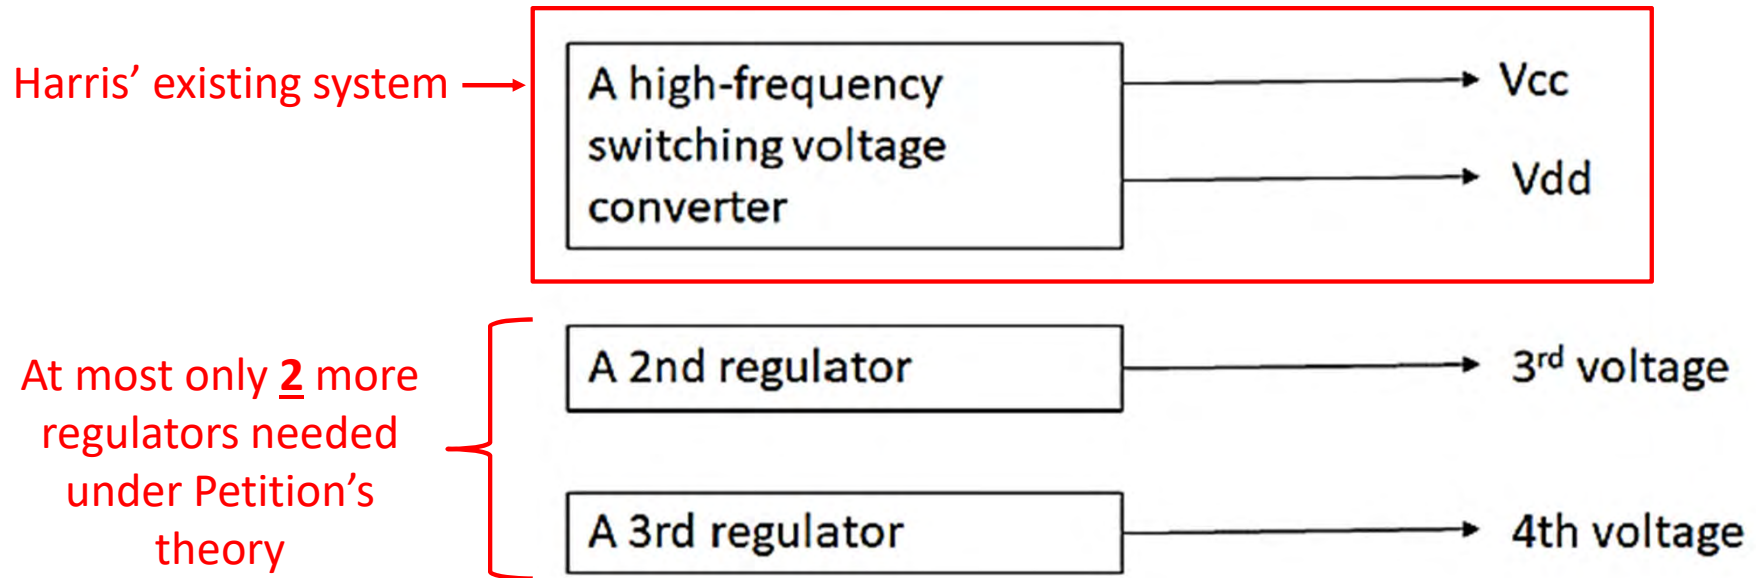 Harris’ existing system
A high-frequency
switching voltage
converter
Vcc
Vdd
At most only 2 more
regulators needed
under Petition’s
theory
A 2nd regulator
3rd voltage
A 3rd regulator
4th voltage